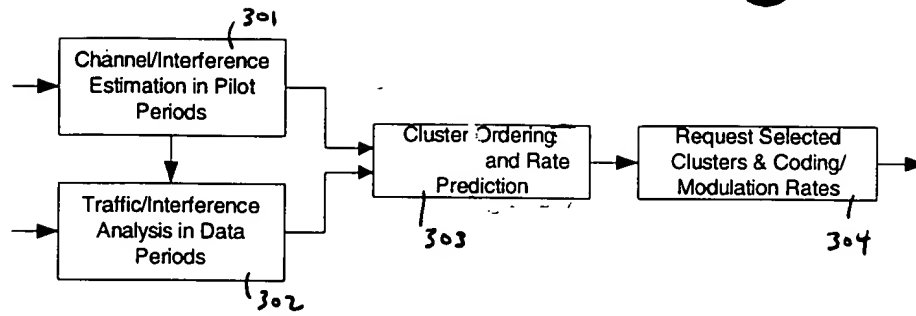 301
Channel/Interference
Estimation in Pilot
Periods
Traffic/Interference
Analysis in Data
Periods
302
Cluster Ordering
and Rate
Prediction
303
Request Selected
Clusters & Coding/
Modulation Rates
304